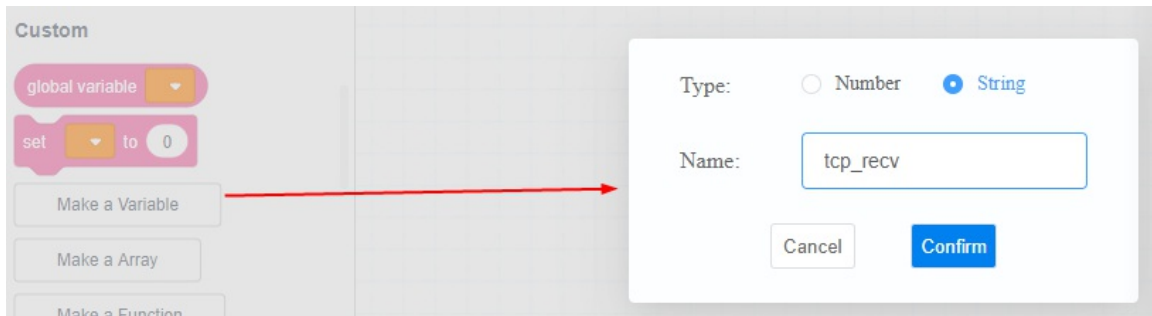 Custom
global variable
set to 0
Make a Variable
Make a Array
Make a Function
Type: Number String
Name: tcp_recv
Cancel Confirm